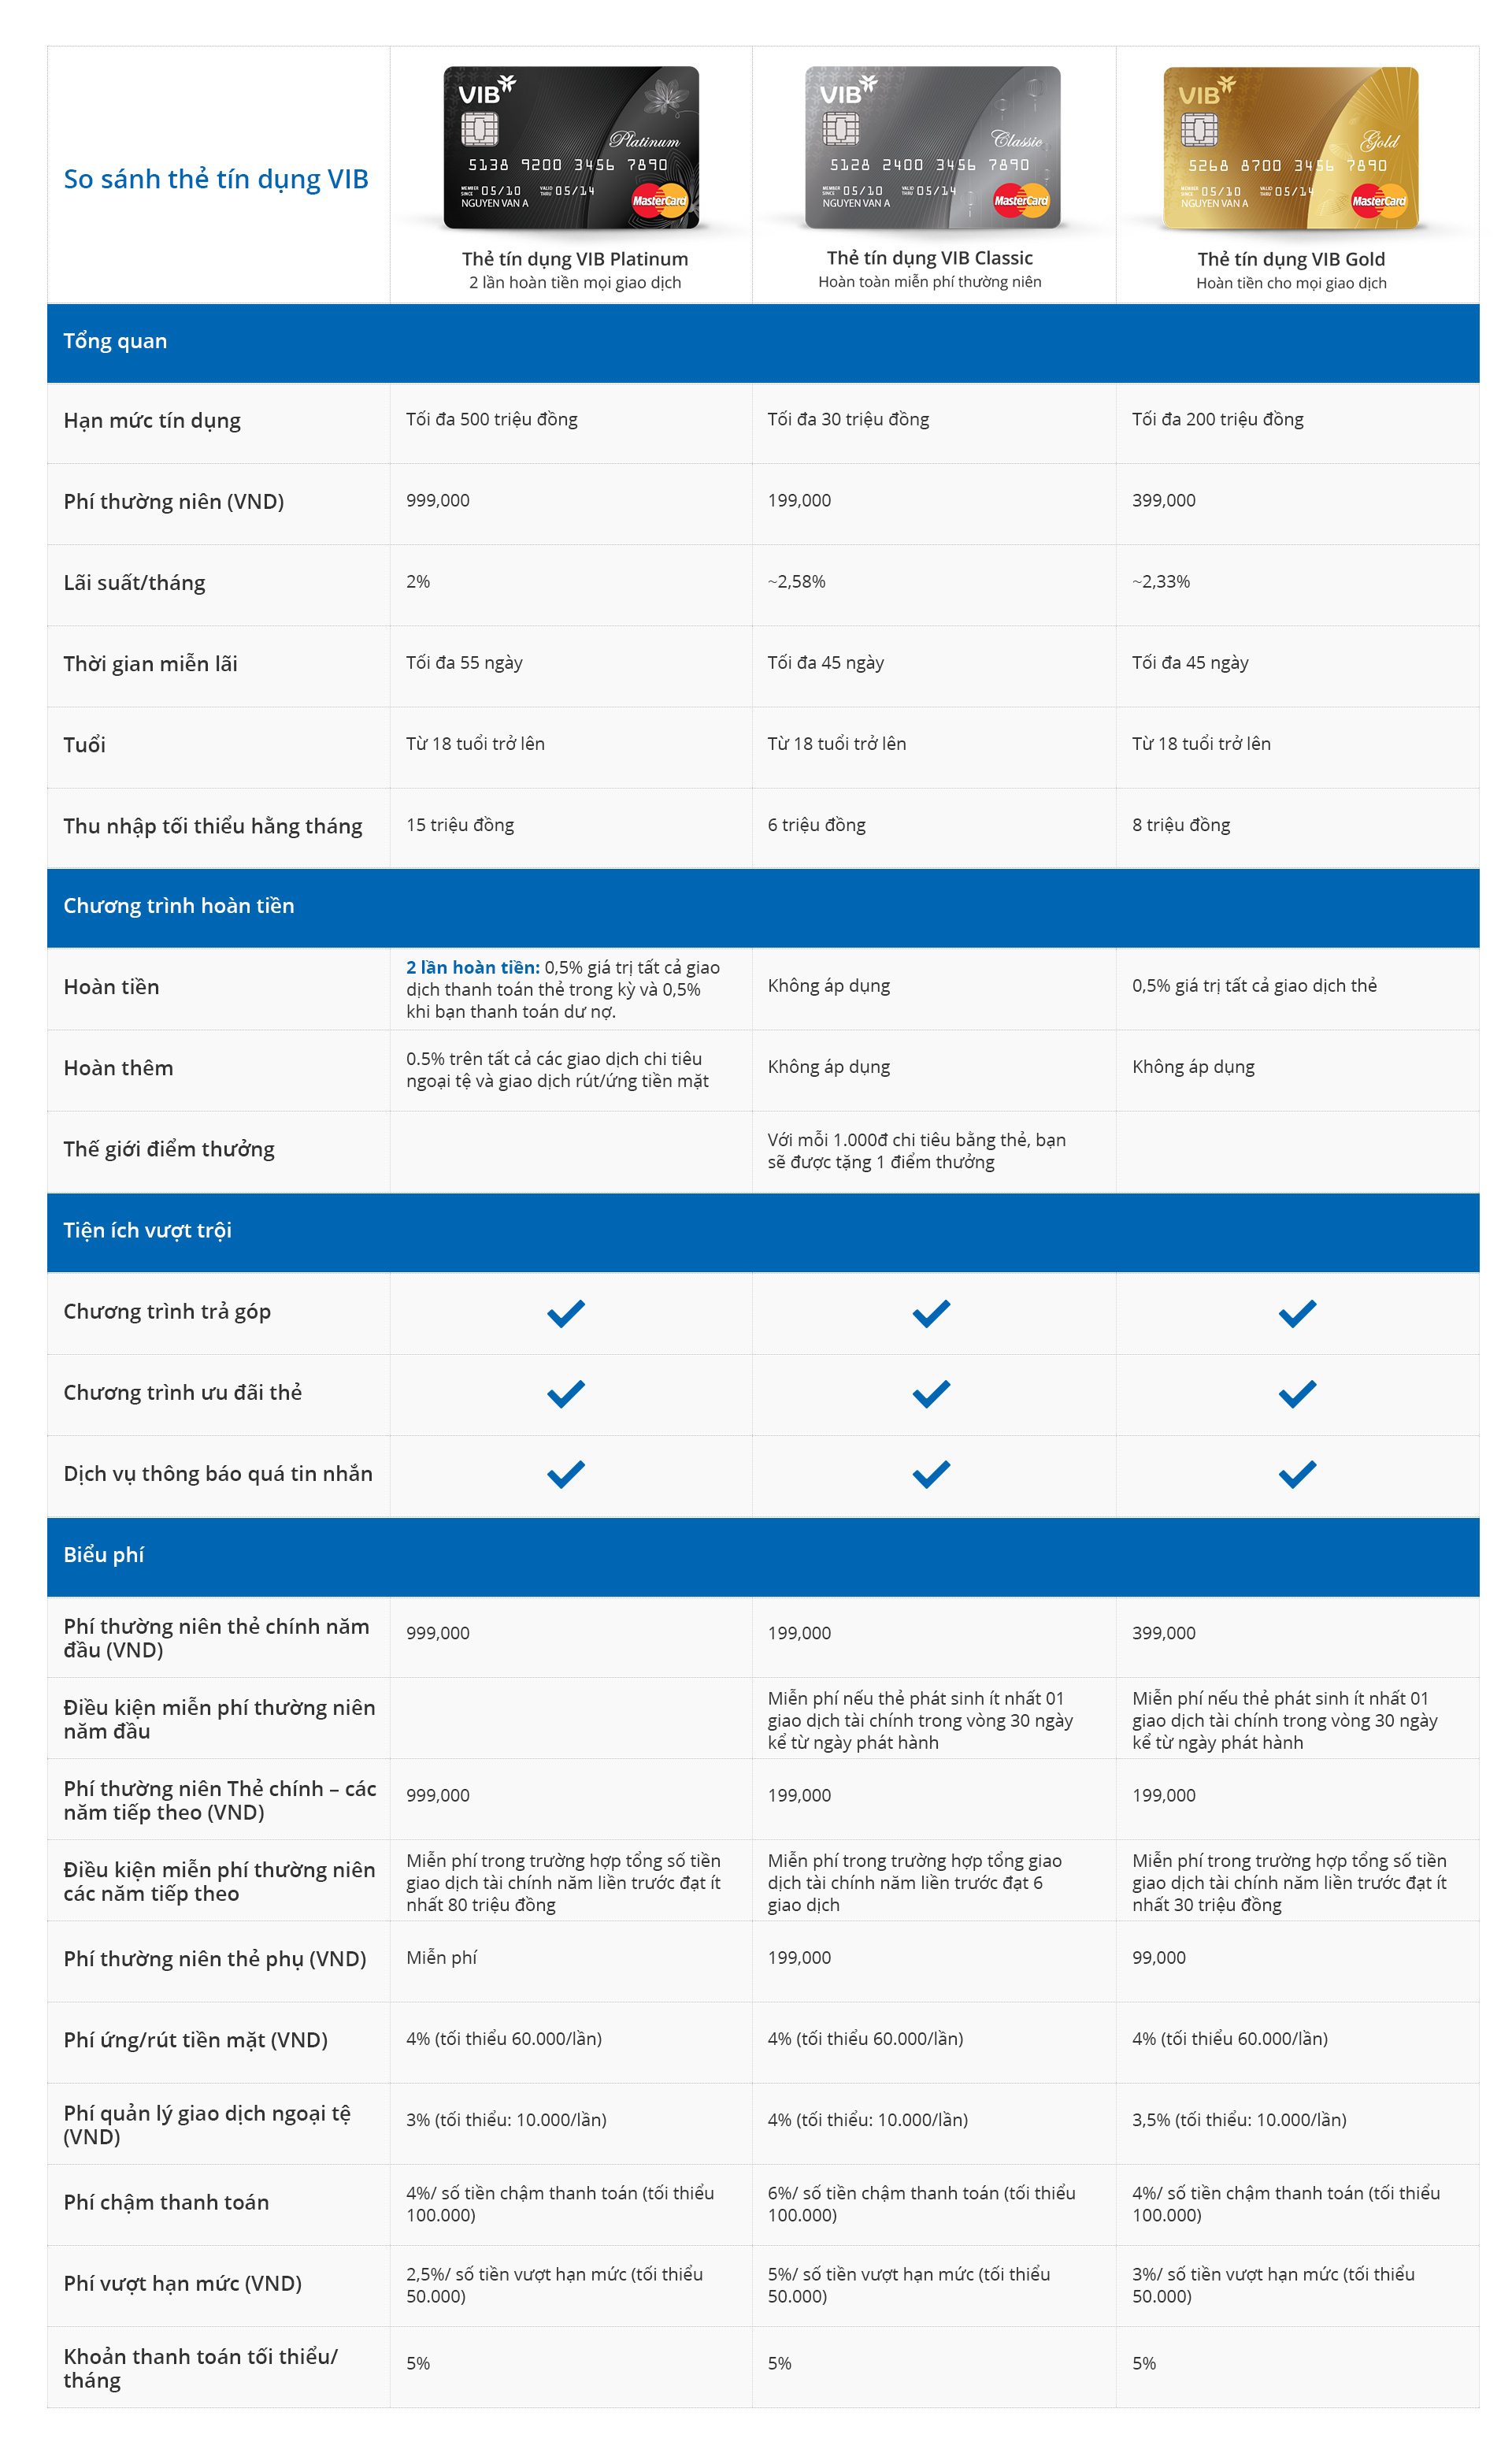 So sánh thẻ tín dụng VIB
VIB
Platinum
5138 9200 3456 7890
MEMBER SINCE 05/10 VALID THRU 05/14
NGUYEN VAN A
MasterCard
Thẻ tín dụng VIB Platinum
2 lần hoàn tiền mọi giao dịch
VIB
Classic
5128 2400 3456 7890
MEMBER SINCE 05/10 VALID THRU 05/14
NGUYEN VAN A
MasterCard
Thẻ tín dụng VIB Classic
Hoàn toàn miễn phí thường niên
VIB
Gold
5268 8700 3456 7890
MEMBER SINCE 05/10 VALID THRU 05/14
NGUYEN VAN A
MasterCard
Thẻ tín dụng VIB Gold
Hoàn tiền cho mọi giao dịch
Tổng quan
Hạn mức tín dụng
Tối đa 500 triệu đồng
Tối đa 30 triệu đồng
Tối đa 200 triệu đồng
Phí thường niên (VND)
999,000
199,000
399,000
Lãi suất/tháng
2%
~2,58%
~2,33%
Thời gian miễn lãi
Tối đa 55 ngày
Tối đa 45 ngày
Tối đa 45 ngày
Tuổi
Từ 18 tuổi trở lên
Từ 18 tuổi trở lên
Từ 18 tuổi trở lên
Thu nhập tối thiểu hằng tháng
15 triệu đồng
6 triệu đồng
8 triệu đồng
Chương trình hoàn tiền
Hoàn tiền
2 lần hoàn tiền: 0,5% giá trị tất cả giao
dịch thanh toán thẻ trong kỳ và 0,5%
khi bạn thanh toán dư nợ.
Không áp dụng
0,5% giá trị tất cả giao dịch thẻ
Hoàn thêm
0.5% trên tất cả các giao dịch chi tiêu
ngoại tệ và giao dịch rút/ứng tiền mặt
Không áp dụng
Không áp dụng
Thế giới điểm thưởng
Với mỗi 1.000đ chi tiêu bằng thẻ, bạn
sẽ được tặng 1 điểm thưởng
Tiện ích vượt trội
Chương trình trả góp
Chương trình ưu đãi thẻ
Dịch vụ thông báo quá tin nhắn
Biểu phí
Phí thường niên thẻ chính năm
đầu (VND)
999,000
199,000
399,000
Điều kiện miễn phí thường niên
năm đầu
Miễn phí nếu thẻ phát sinh ít nhất 01
giao dịch tài chính trong vòng 30 ngày
kể từ ngày phát hành
Miễn phí nếu thẻ phát sinh ít nhất 01
giao dịch tài chính trong vòng 30 ngày
kể từ ngày phát hành
Phí thường niên Thẻ chính – các
năm tiếp theo (VND)
999,000
199,000
199,000
Điều kiện miễn phí thường niên
các năm tiếp theo
Miễn phí trong trường hợp tổng số tiền
giao dịch tài chính năm liền trước đạt ít
nhất 80 triệu đồng
Miễn phí trong trường hợp tổng giao
dịch tài chính năm liền trước đạt 6
giao dịch
Miễn phí trong trường hợp tổng số tiền
giao dịch tài chính năm liền trước đạt ít
nhất 30 triệu đồng
Phí thường niên thẻ phụ (VND)
Miễn phí
199,000
99,000
Phí ứng/rút tiền mặt (VND)
4% (tối thiểu 60.000/lần)
4% (tối thiểu 60.000/lần)
4% (tối thiểu 60.000/lần)
Phí quản lý giao dịch ngoại tệ
(VND)
3% (tối thiểu: 10.000/lần)
4% (tối thiểu: 10.000/lần)
3,5% (tối thiểu: 10.000/lần)
Phí chậm thanh toán
4%/ số tiền chậm thanh toán (tối thiểu
100.000)
6%/ số tiền chậm thanh toán (tối thiểu
100.000)
4%/ số tiền chậm thanh toán (tối thiểu
100.000)
Phí vượt hạn mức (VND)
2,5%/ số tiền vượt hạn mức (tối thiểu
50.000)
5%/ số tiền vượt hạn mức (tối thiểu
50.000)
3%/ số tiền vượt hạn mức (tối thiểu
50.000)
Khoản thanh toán tối thiểu/
tháng
5%
5%
5%